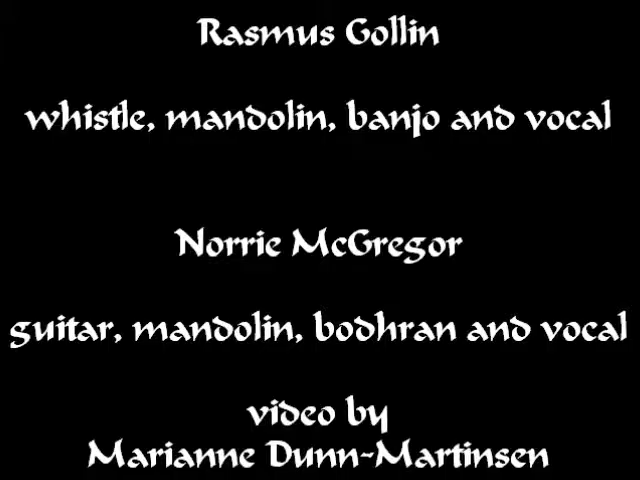 Rasmus Gollin
whistle, mandolin, banjo and vocal
Norrie McGregor
guitar, mandolin, bodhran and vocal
video by
Marianne Dunn-Martinsen